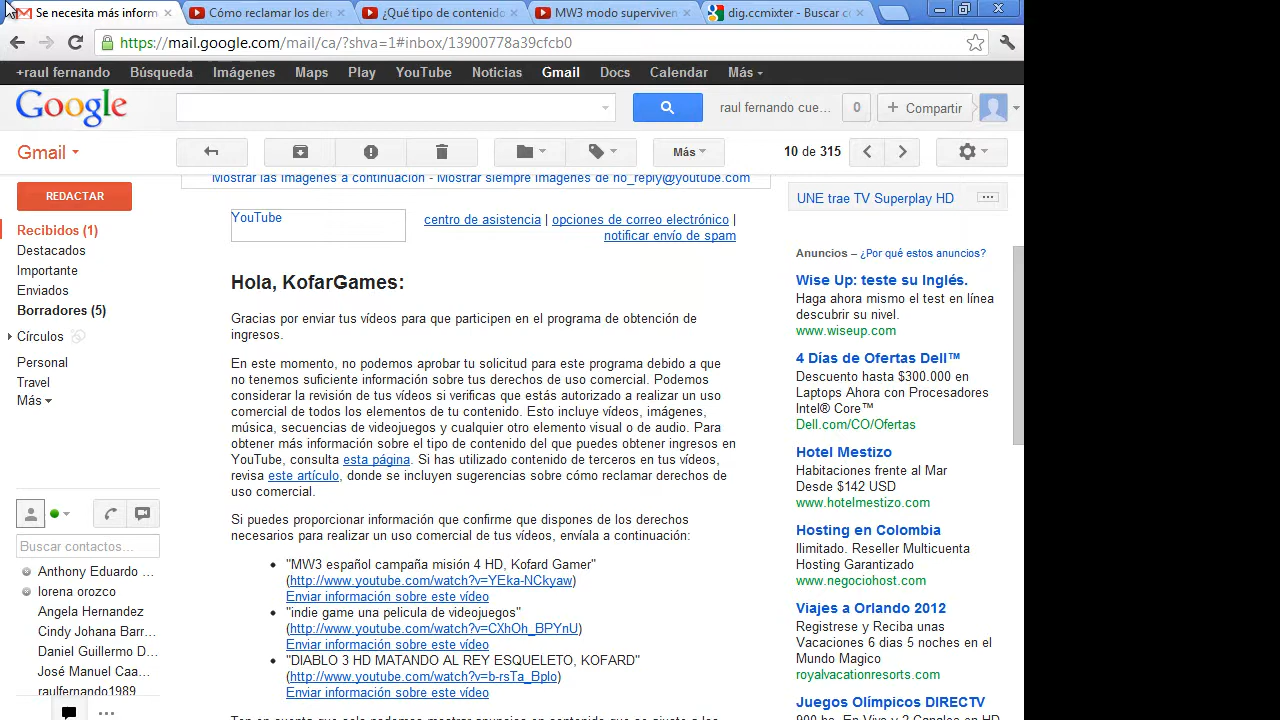 Se necesita más inform
Cómo reclamar los der
¿Qué tipo de contenido
MW3 modo superviven
dig.ccmixter - Buscar c
https://mail.google.com/mail/ca/?shva=1#inbox/13900778a39cfcb0
+raul fernando Búsqueda Imágenes Maps Play YouTube Noticias Gmail Docs Calendar Más
Google
raul fernando cue... 0 + Compartir
Gmail
Más
10 de 315
REDACTAR
Recibidos (1)
Destacados
Importante
Enviados
Borradores (5)
Círculos
Personal
Travel
Más
Buscar contactos...
Anthony Eduardo ...
lorena orozco
Angela Hernandez
Cindy Johana Barr...
Daniel Guillermo D...
José Manuel Caa...
raulfernando1989
Mostrar las imágenes a continuación - Mostrar siempre imágenes de no_reply@youtube.com
YouTube
centro de asistencia | opciones de correo electrónico |
notificar envío de spam
Hola, KofarGames:
Gracias por enviar tus vídeos para que participen en el programa de obtención de
ingresos.
En este momento, no podemos aprobar tu solicitud para este programa debido a que
no tenemos suficiente información sobre tus derechos de uso comercial. Podemos
considerar la revisión de tus vídeos si verificas que estás autorizado a realizar un uso
comercial de todos los elementos de tu contenido. Esto incluye vídeos, imágenes,
música, secuencias de videojuegos y cualquier otro elemento visual o de audio. Para
obtener más información sobre el tipo de contenido del que puedes obtener ingresos en
YouTube, consulta esta página. Si has utilizado contenido de terceros en tus vídeos,
revisa este artículo, donde se incluyen sugerencias sobre cómo reclamar derechos de
uso comercial.
Si puedes proporcionar información que confirme que dispones de los derechos
necesarios para realizar un uso comercial de tus vídeos, envíala a continuación:
"MW3 español campaña misión 4 HD, Kofard Gamer"
(http://www.youtube.com/watch?v=YEka-NCkyaw)
Enviar información sobre este vídeo
"indie game una pelicula de videojuegos"
(http://www.youtube.com/watch?v=CXhOh_BPYnU)
Enviar información sobre este vídeo
"DIABLO 3 HD MATANDO AL REY ESQUELETO, KOFARD"
(http://www.youtube.com/watch?v=b-rsTa_Bplo)
Enviar información sobre este vídeo
UNE trae TV Superplay HD
Anuncios – ¿Por qué estos anuncios?
Wise Up: teste su Inglés.
Haga ahora mismo el test en línea
descubrir su nivel.
www.wiseup.com
4 Días de Ofertas Dell™
Descuento hasta $300.000 en
Laptops Ahora con Procesadores
Intel® Core™
Dell.com/CO/Ofertas
Hotel Mestizo
Habitaciones frente al Mar
Desde $142 USD
www.hotelmestizo.com
Hosting en Colombia
Ilimitado. Reseller Multicuenta
Hosting Garantizado
www.negociohost.com
Viajes a Orlando 2012
Registrese y Reciba unas
Vacaciones 6 dias 5 noches en el
Mundo Magico
royalvacationresorts.com
Juegos Olímpicos DIRECTV